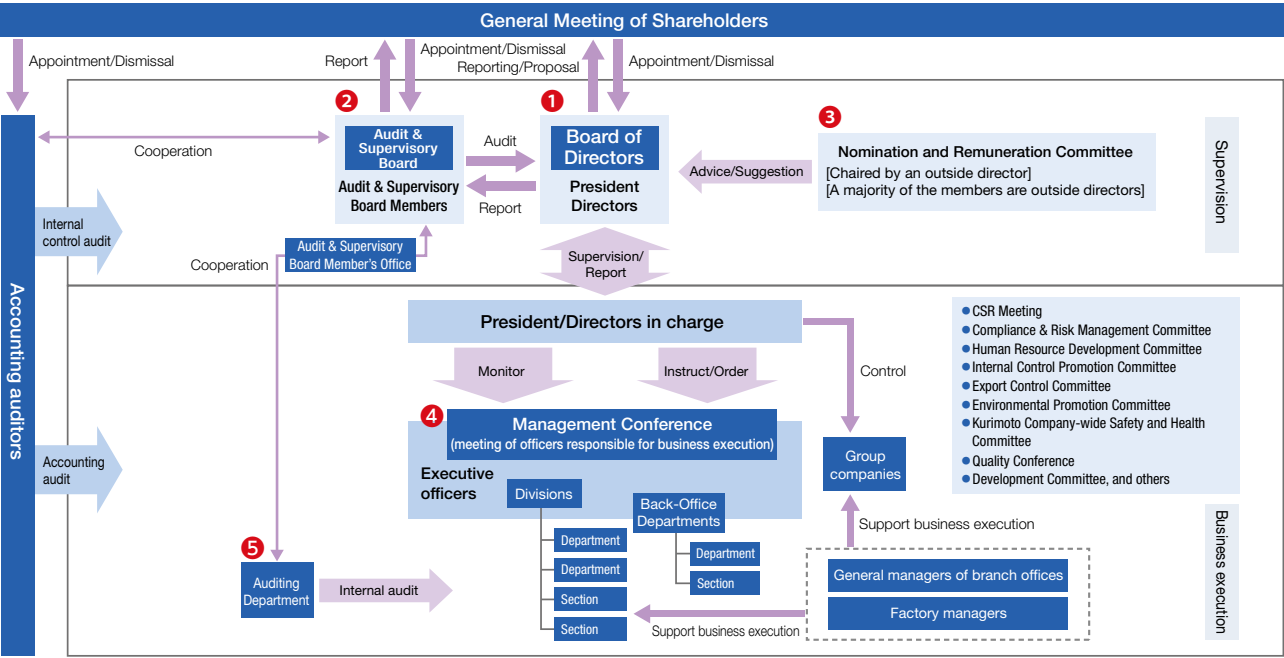 General Meeting of Shareholders
Appointment/Dismissal
Report
Appointment/Dismissal
Reporting/Proposal
Appointment/Dismissal
2
1
3
Audit &
Supervisory
Board
Audit & Supervisory
Board Members
Audit
Report
Board of
Directors
President
Directors
Advice/Suggestion
Nomination and Remuneration Committee
[Chaired by an outside director]
[A majority of the members are outside directors]
Supervision
Cooperation
Internal
control audit
Cooperation
Audit & Supervisory
Board Member's Office
Supervision/
Report
Accounting auditors
President/Directors in charge
Monitor
Instruct/Order
Control
CSR Meeting
Compliance & Risk Management Committee
Human Resource Development Committee
Internal Control Promotion Committee
Export Control Committee
Environmental Promotion Committee
Kurimoto Company-wide Safety and Health
Committee
Quality Conference
Development Committee, and others
4
Management Conference
(meeting of officers responsible for business execution)
Executive
officers
Divisions
Department
Department
Section
Section
Back-Office
Departments
Department
Section
Group
companies
Support business execution
General managers of branch offices
Factory managers
Support business execution
Business execution
Accounting
audit
5
Auditing
Department
Internal audit